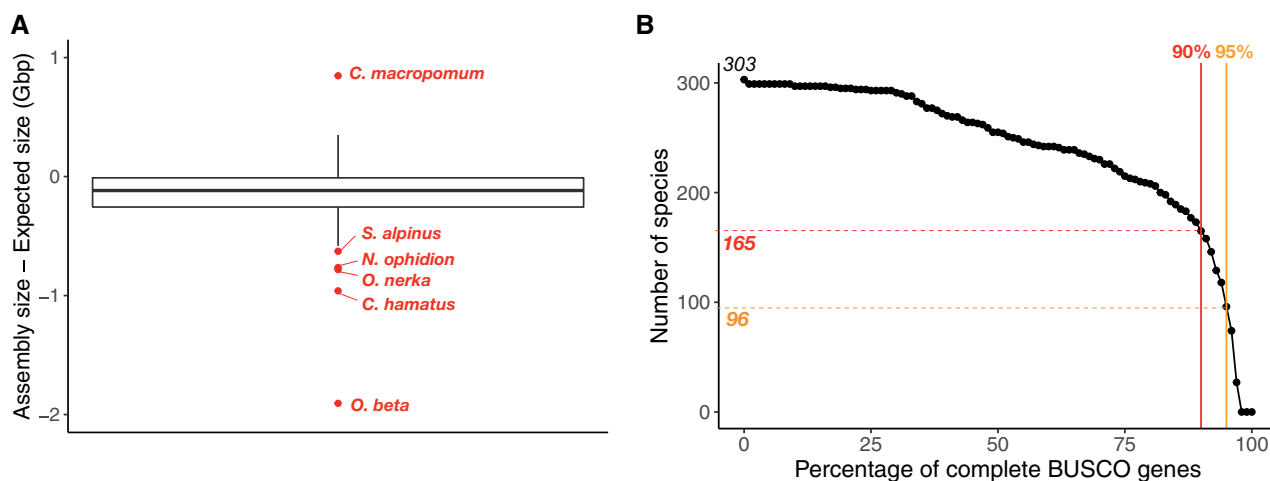 A
Assembly size – Expected size (Gbp)
1
0
−1
−2
C. macropomum
S. alpinus
N. ophidion
O. nerka
C. hamatus
O. beta
B
90% 95%
303
Number of species
300
200
100
0
165
96
0 25 50 75 100
Percentage of complete BUSCO genes